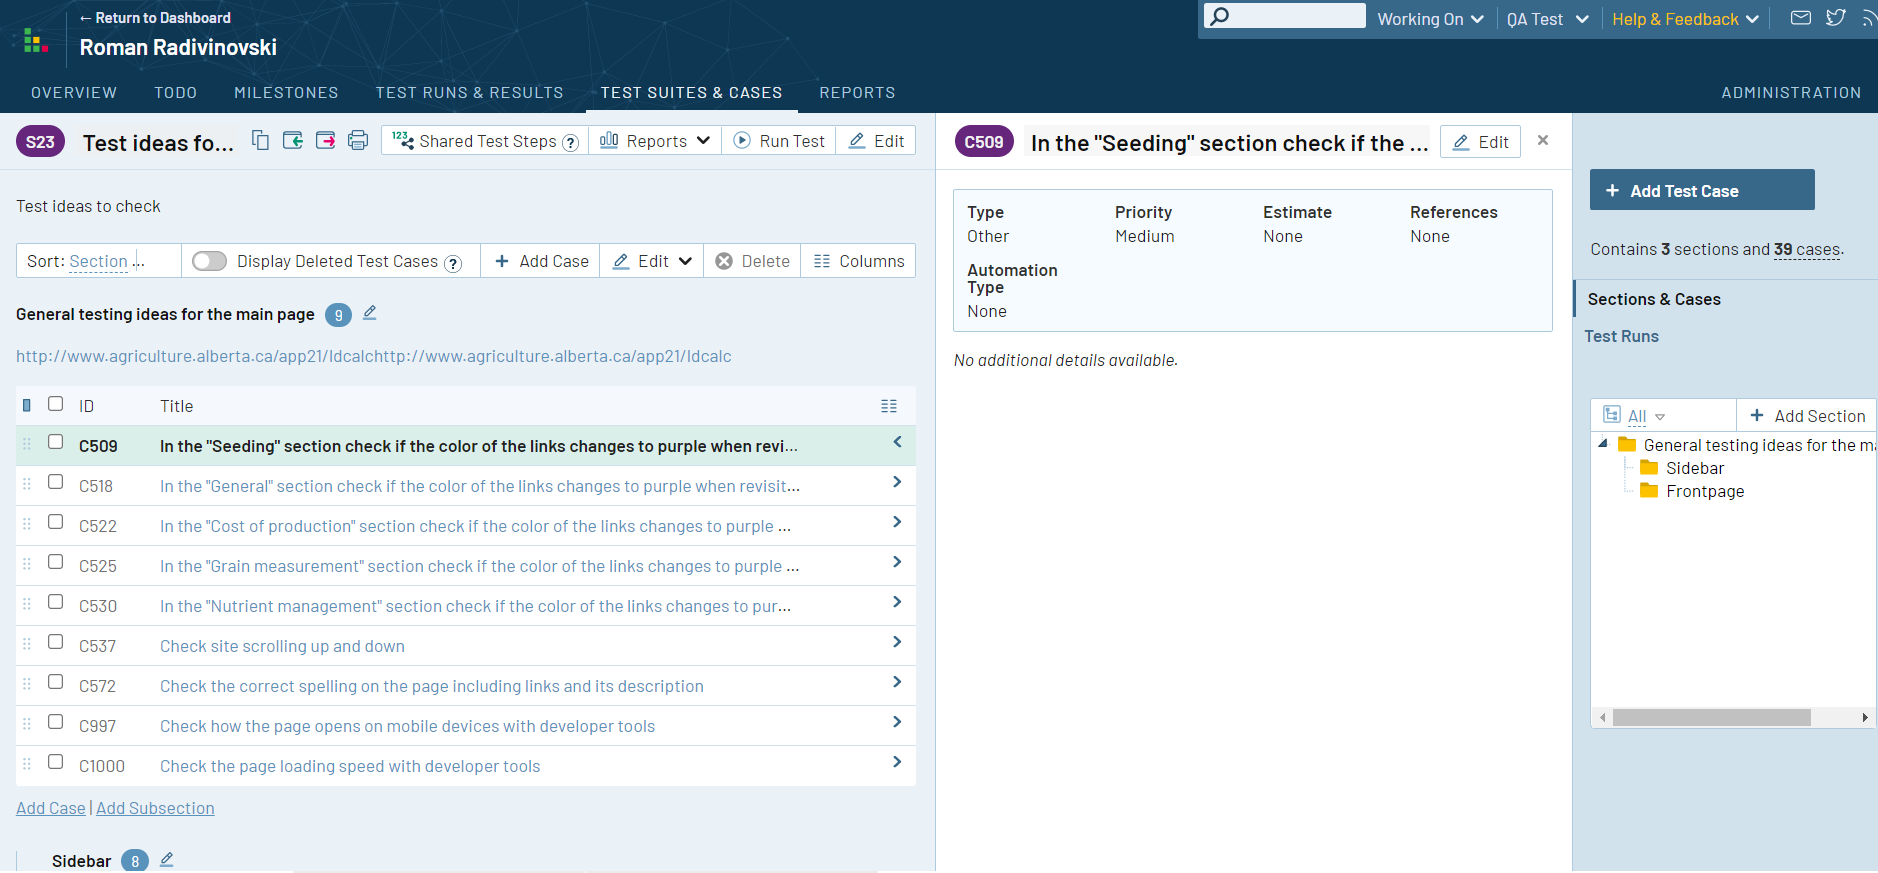 ← Return to Dashboard
Roman Radivinovski
Working On
QA Test
Help & Feedback
OVERVIEW TODO MILESTONES TEST RUNS & RESULTS TEST SUITES & CASES REPORTS ADMINISTRATION
S23 Test ideas fo...
123 Shared Test Steps ? Reports Run Test Edit
Test ideas to check
Sort: Section ... Display Deleted Test Cases ? + Add Case Edit Delete Columns
General testing ideas for the main page 9
http://www.agriculture.alberta.ca/app21/ldcalchttp://www.agriculture.alberta.ca/app21/ldcalc
ID Title
C509 In the "Seeding" section check if the color of the links changes to purple when revi...
C518 In the "General" section check if the color of the links changes to purple when revisit...
C522 In the "Cost of production" section check if the color of the links changes to purple ...
C525 In the "Grain measurement" section check if the color of the links changes to purple ...
C530 In the "Nutrient management" section check if the color of the links changes to pur...
C537 Check site scrolling up and down
C572 Check the correct spelling on the page including links and its description
C997 Check how the page opens on mobile devices with developer tools
C1000 Check the page loading speed with developer tools
Add Case | Add Subsection
Sidebar 8
C509 In the "Seeding" section check if the ... Edit ×
Type Priority Estimate References
Other Medium None None
Automation
Type
None
No additional details available.
+ Add Test Case
Contains 3 sections and 39 cases.
Sections & Cases
Test Runs
All + Add Section
General testing ideas for the ma
Sidebar
Frontpage